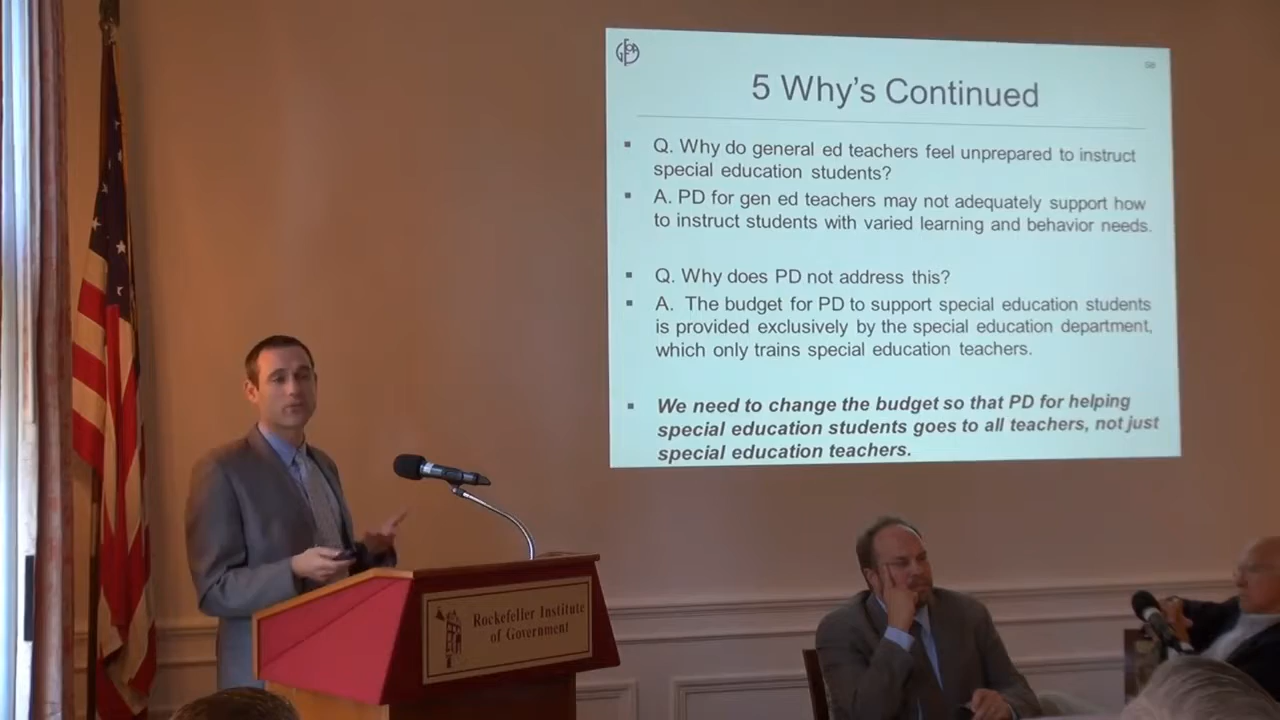 5 Why's Continued
Q. Why do general ed teachers feel unprepared to instruct
special education students?
A. PD for gen ed teachers may not adequately support how
to instruct students with varied learning and behavior needs.
Q. Why does PD not address this?
A. The budget for PD to support special education students
is provided exclusively by the special education department,
which only trains special education teachers.
We need to change the budget so that PD for helping
special education students goes to all teachers, not just
special education teachers.
Rockefeller Institute
of Government